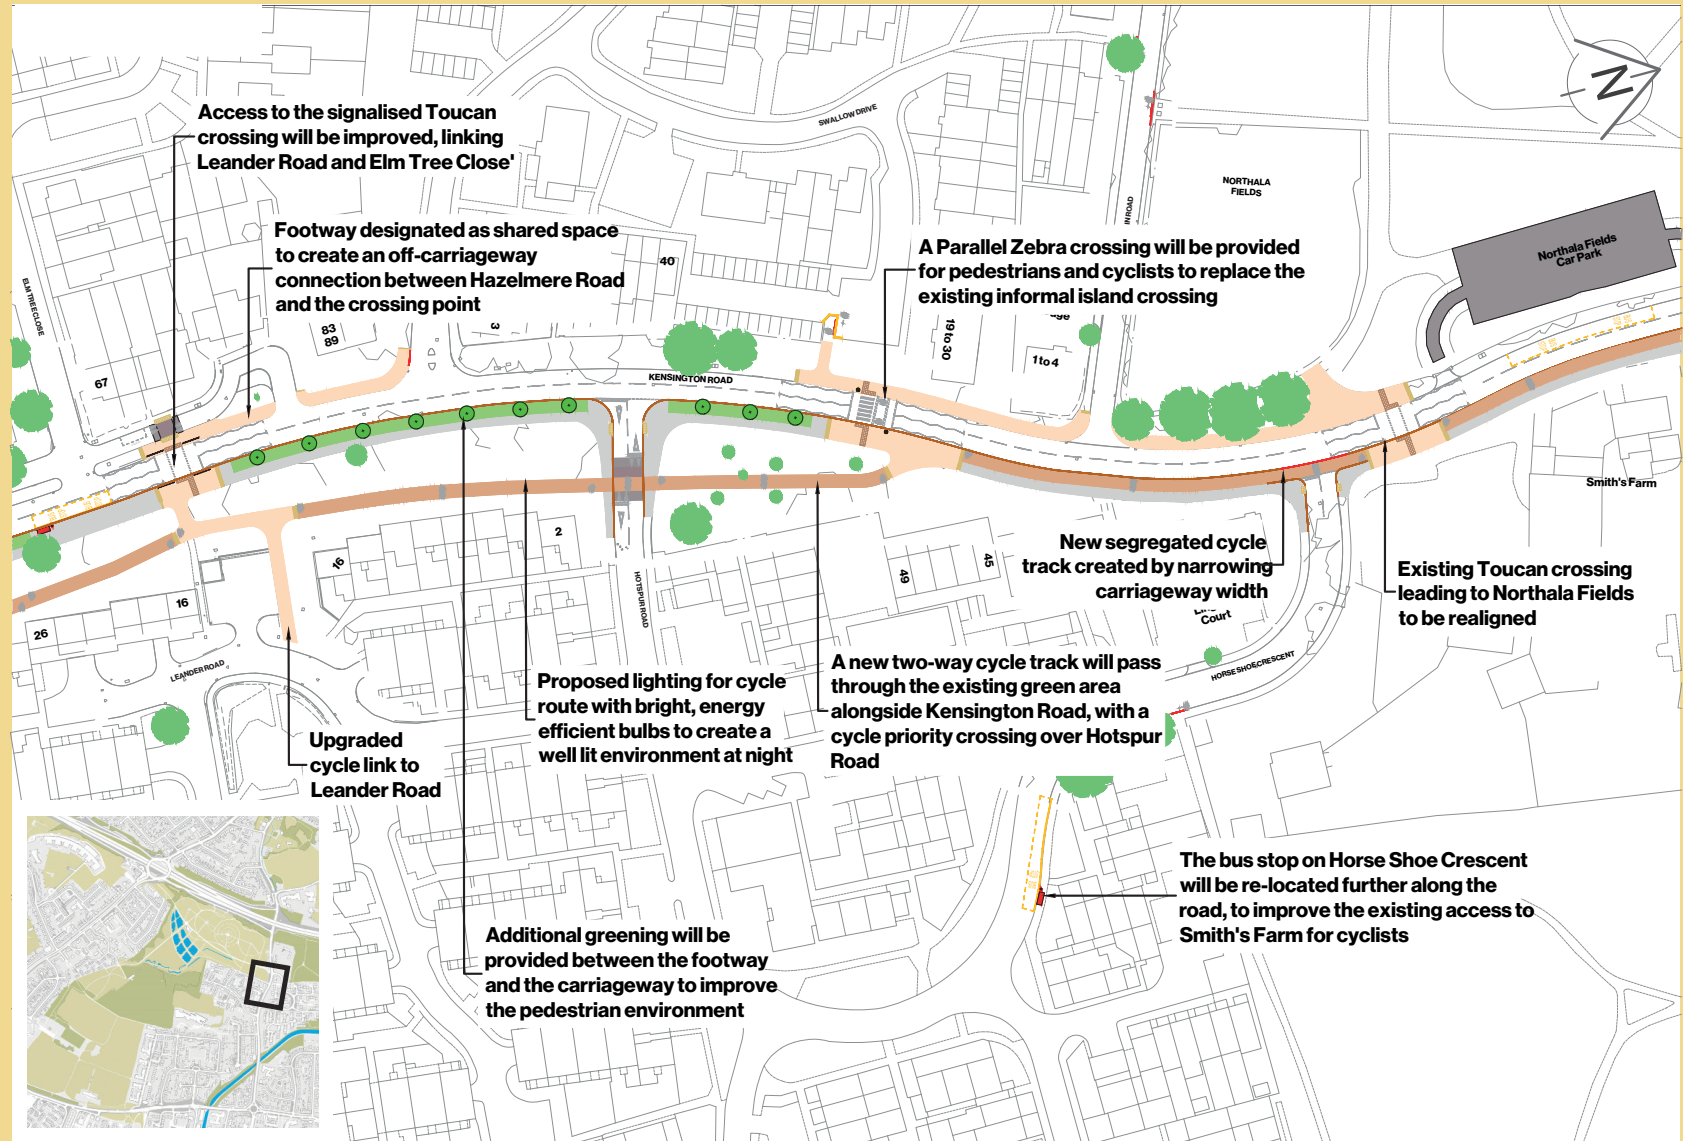 Access to the signalised Toucan
crossing will be improved, linking
Leander Road and Elm Tree Close'
Footway designated as shared space
to create an off-carriageway
connection between Hazelmere Road
and the crossing point
A Parallel Zebra crossing will be provided
for pedestrians and cyclists to replace the
existing informal island crossing
SWALLOW DRIVE
NORTHALA
FIELDS
N
Northala Fields
Car Park
ELM TREE CLOSE
67
83
89
3
40
KENSINGTON ROAD
19 to 30
1 to 4
Smith's Farm
New segregated cycle
track created by narrowing
carriageway width
Existing Toucan crossing
leading to Northala Fields
to be realigned
26
16
16
2
49
45
Court
HOTSPUR ROAD
LEANDER ROAD
HORSE SHOE CRESCENT
Upgraded
cycle link to
Leander Road
Proposed lighting for cycle
route with bright, energy
efficient bulbs to create a
well lit environment at night
A new two-way cycle track will pass
through the existing green area
alongside Kensington Road, with a
cycle priority crossing over Hotspur
Road
Additional greening will be
provided between the footway
and the carriageway to improve
the pedestrian environment
The bus stop on Horse Shoe Crescent
will be re-located further along the
road, to improve the existing access to
Smith's Farm for cyclists